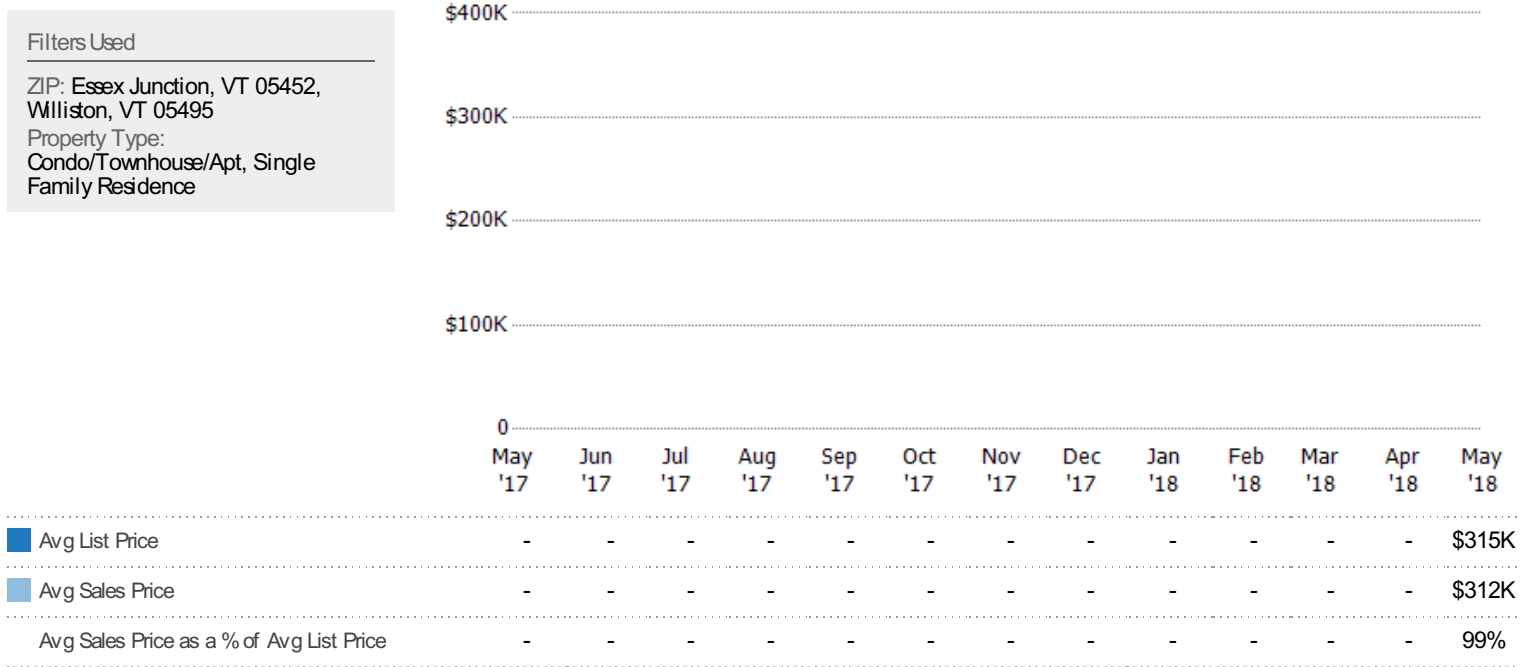 Filters Used
ZIP: Essex Junction, VT 05452,
Williston, VT 05495
Property Type:
Condo/Townhouse/Apt, Single
Family Residence
$400K
$300K
$200K
$100K
0
May Jun Jul Aug Sep Oct Nov Dec Jan Feb Mar Apr May
'17 '17 '17 '17 '17 '17 '17 '17 '18 '18 '18 '18 '18
Avg List Price - - - - - - - - - - - - $315K
Avg Sales Price - - - - - - - - - - - - $312K
Avg Sales Price as a % of Avg List Price - - - - - - - - - - - - 99%